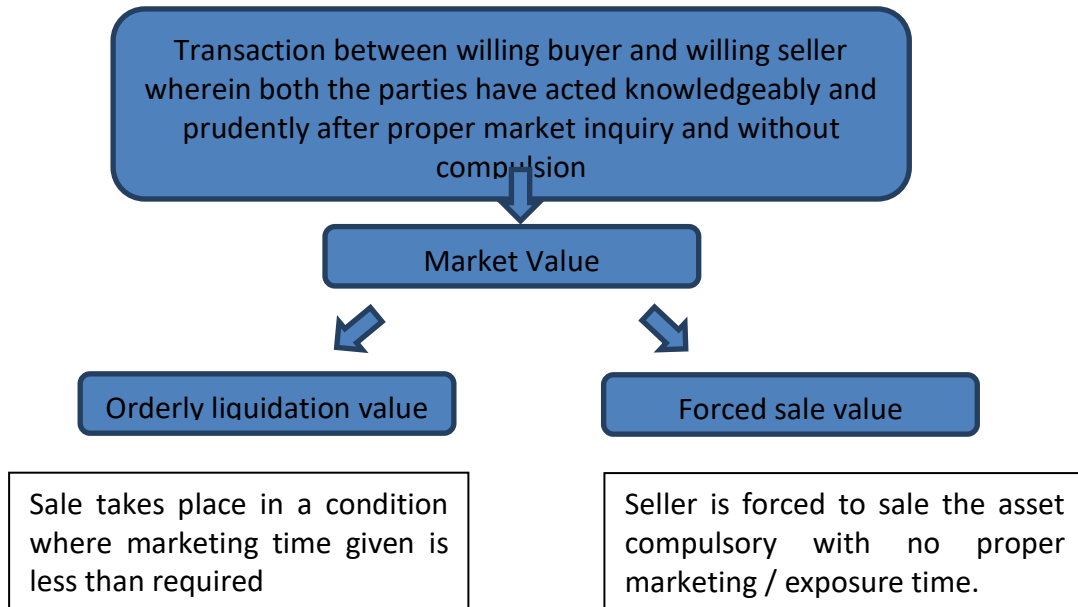 Transaction between willing buyer and willing seller
wherein both the parties have acted knowledgeably and
prudently after proper market inquiry and without
compulsion
Market Value
Orderly liquidation value
Forced sale value
Sale takes place in a condition
where marketing time given is
less than required
Seller is forced to sale the asset
compulsory with no proper
marketing / exposure time.